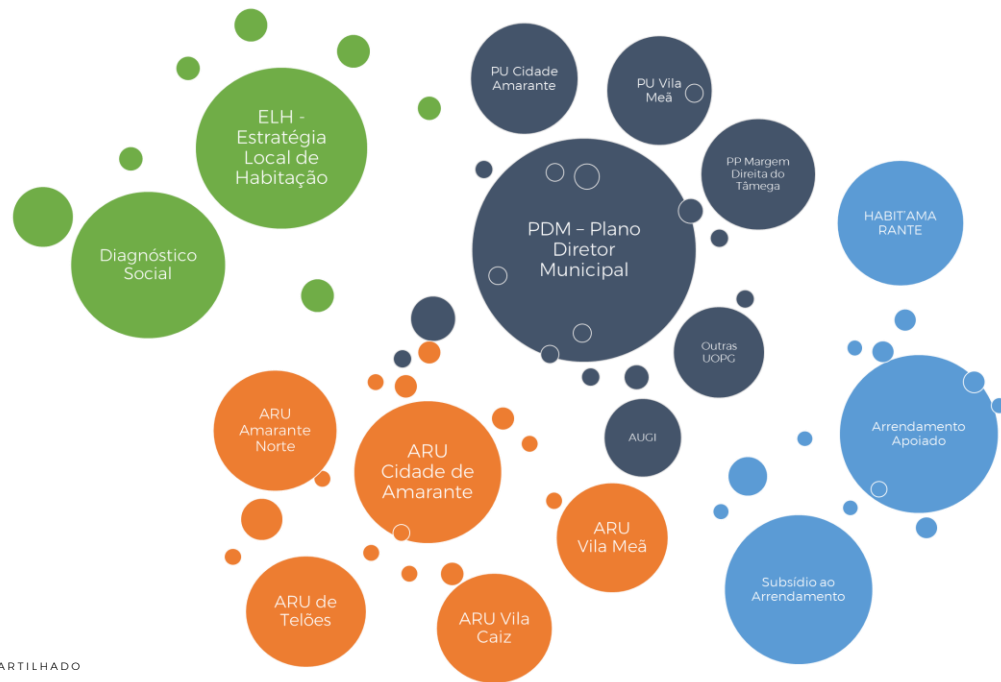 PU Cidade
Amarante
PU Vila
Meã
ELH -
Estratégia
Local de
Habitação
PP Margem
Direita do
Tâmega
HABIT'AMA
RANTE
PDM – Plano
Diretor
Municipal
Diagnóstico
Social
Outras
UOPG
ARU
Amarante
Norte
AUGI
Arrendamento
Apoiado
ARU
Cidade de
Amarante
ARU
Vila Meã
Subsídio ao
Arrendamento
ARU de
Telões
ARU Vila
Caiz
ARTILHADO